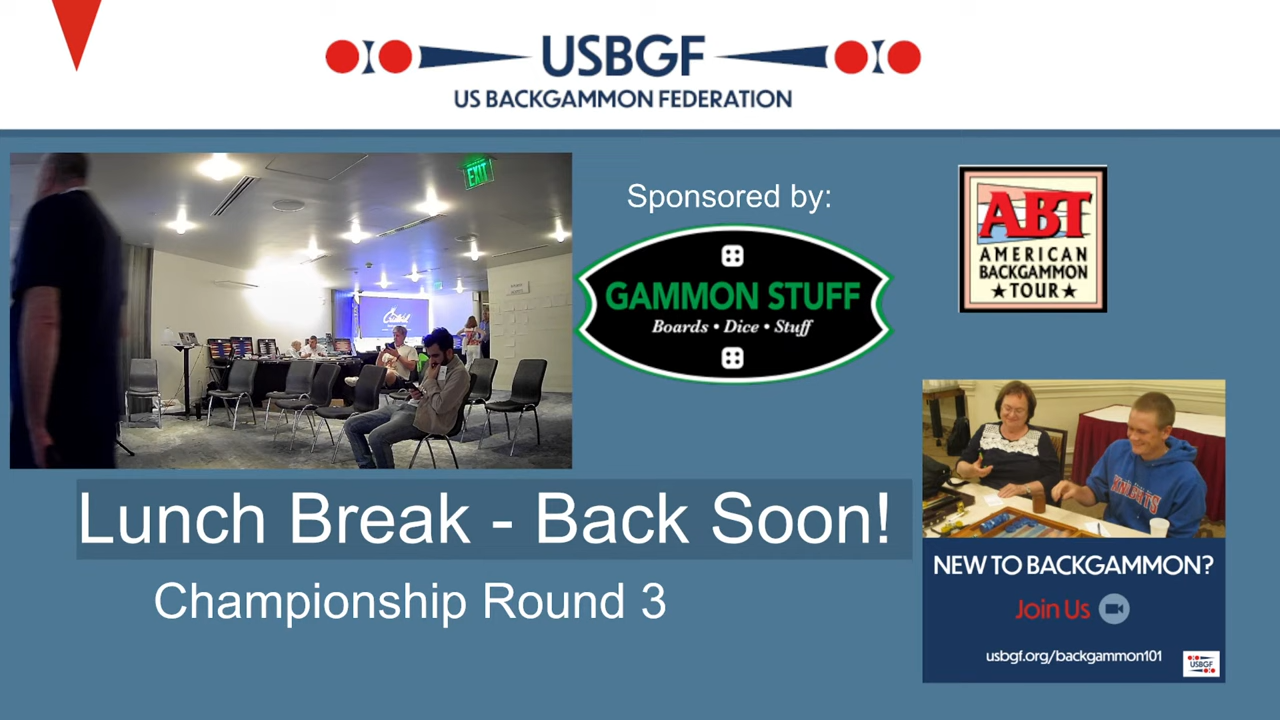 USBGF
US BACKGAMMON FEDERATION
EXIT
Sponsored by:
GAMMON STUFF
Boards • Dice • Stuff
ABT
AMERICAN
BACKGAMMON
★TOUR★
KNIGHTS
Lunch Break - Back Soon!
Championship Round 3
NEW TO BACKGAMMON?
Join Us
usbgf.org/backgammon101
USBGF